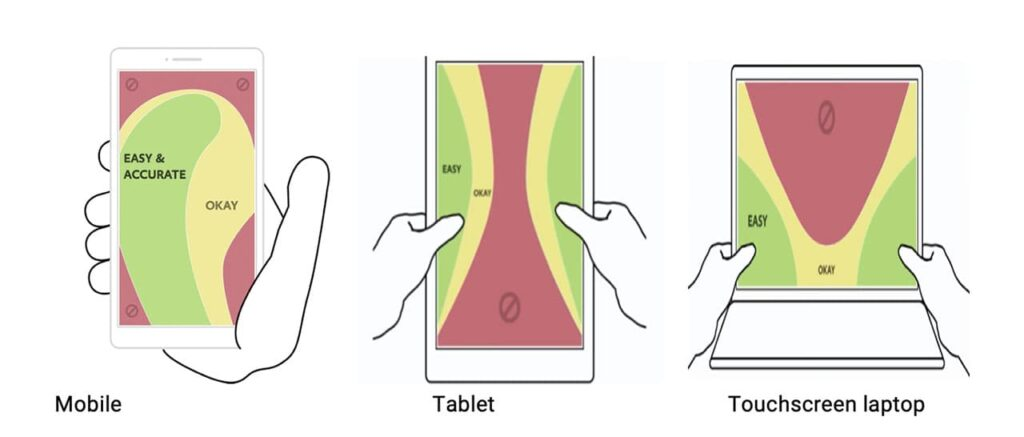 EASY &
ACCURATE
OKAY
EASY
OKAY
EASY
OKAY
Mobile
Tablet
Touchscreen laptop